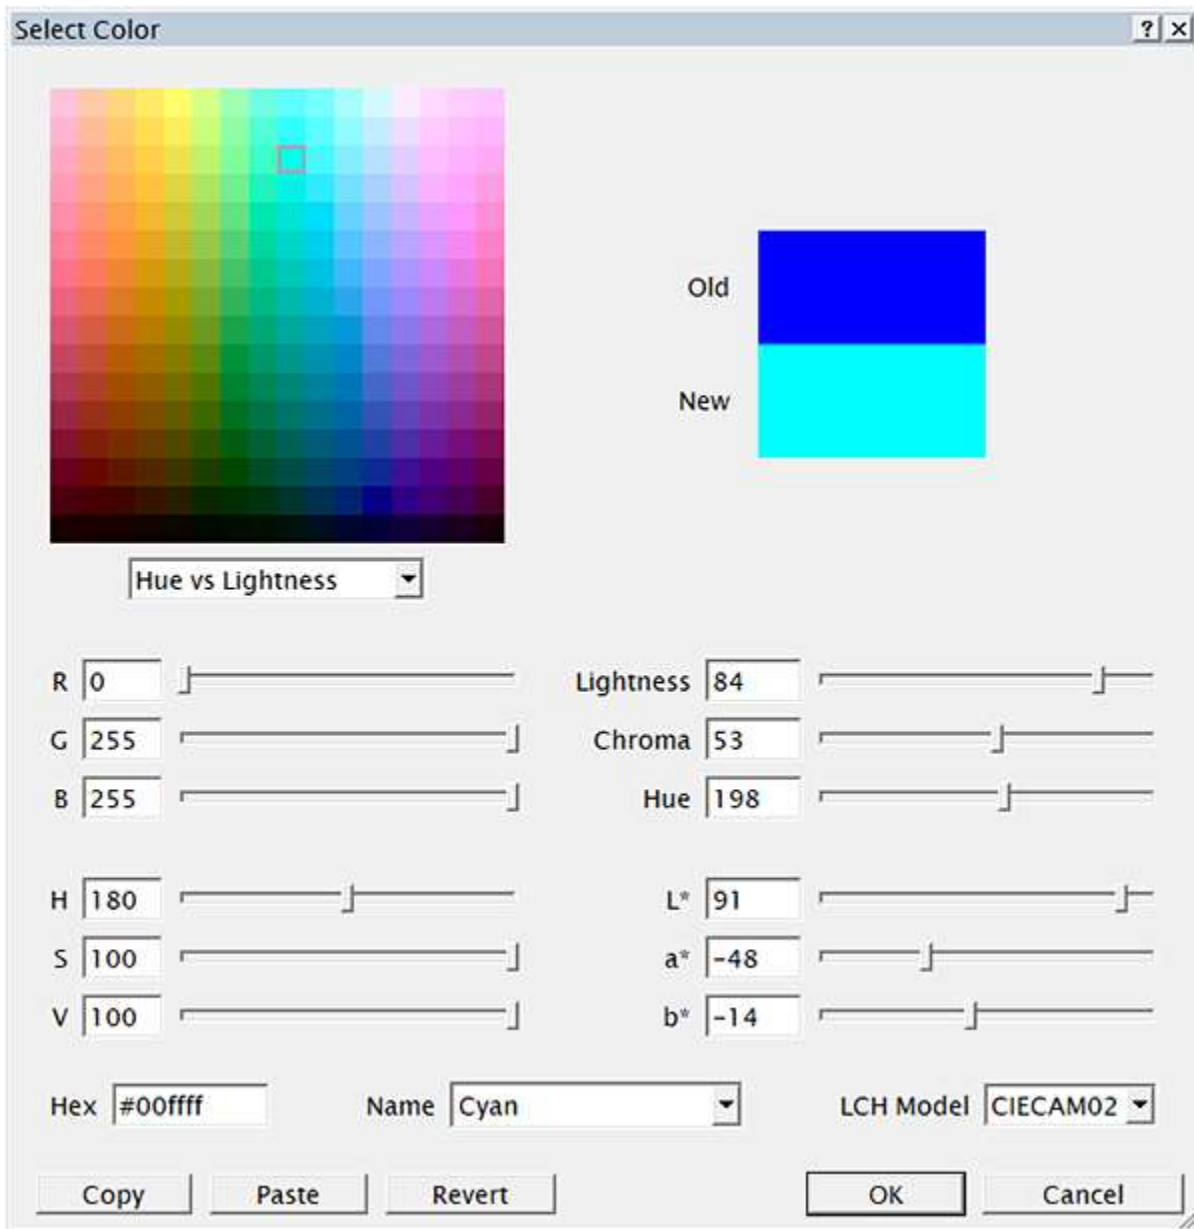 Select Color ? ×
Old
New
Hue vs Lightness
R 0 Lightness 84
G 255 Chroma 53
B 255 Hue 198
H 180 L* 91
S 100 a* -48
V 100 b* -14
Hex #00ffff Name Cyan LCH Model CIECAM02
Copy Paste Revert OK Cancel